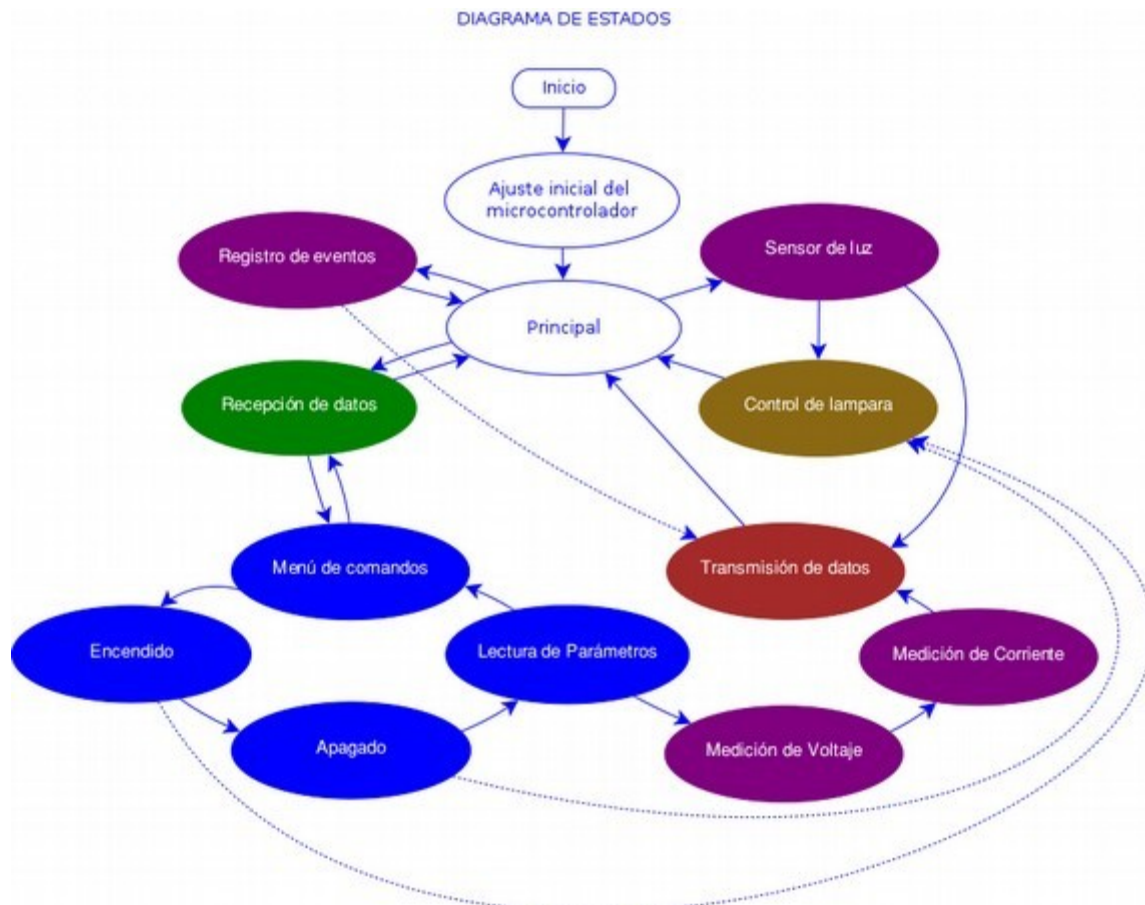 DIAGRAMA DE ESTADOS
Inicio
Ajuste inicial del
microcontrolador
Registro de eventos
Sensor de luz
Principal
Recepción de datos
Control de lampara
Menú de comandos
Transmisión de datos
Encendido
Lectura de Parámetros
Medición de Corriente
Apagado
Medición de Voltaje